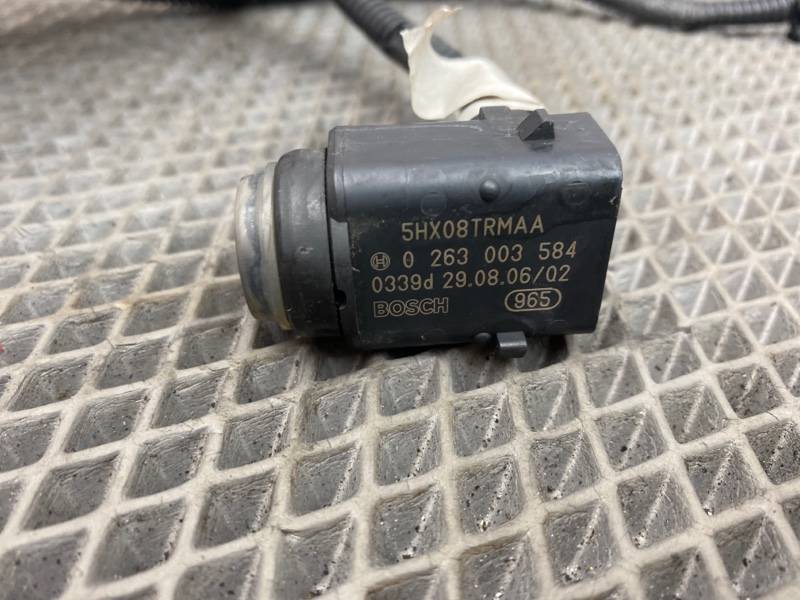 5HX08TRMAA
0 263 003 584
0339d 29.08.06/02
BOSCH 965